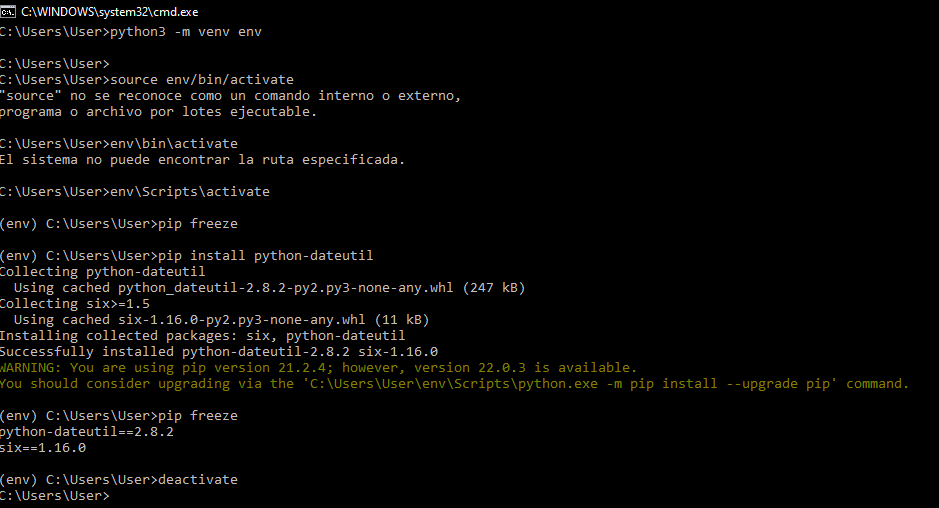 C:\WINDOWS\system32\cmd.exe
C:\Users\User>python3 -m venv env
C:\Users\User>
C:\Users\User>source env/bin/activate
"source" no se reconoce como un comando interno o externo,
programa o archivo por lotes ejecutable.
C:\Users\User>env\bin\activate
El sistema no puede encontrar la ruta especificada.
C:\Users\User>env\Scripts\activate
(env) C:\Users\User>pip freeze
(env) C:\Users\User>pip install python-dateutil
Collecting python-dateutil
  Using cached python_dateutil-2.8.2-py2.py3-none-any.whl (247 kB)
Collecting six>=1.5
  Using cached six-1.16.0-py2.py3-none-any.whl (11 kB)
Installing collected packages: six, python-dateutil
Successfully installed python-dateutil-2.8.2 six-1.16.0
WARNING: You are using pip version 21.2.4; however, version 22.0.3 is available.
You should consider upgrading via the 'C:\Users\User\env\Scripts\python.exe -m pip install --upgrade pip' command.
(env) C:\Users\User>pip freeze
python-dateutil==2.8.2
six==1.16.0
(env) C:\Users\User>deactivate
C:\Users\User>